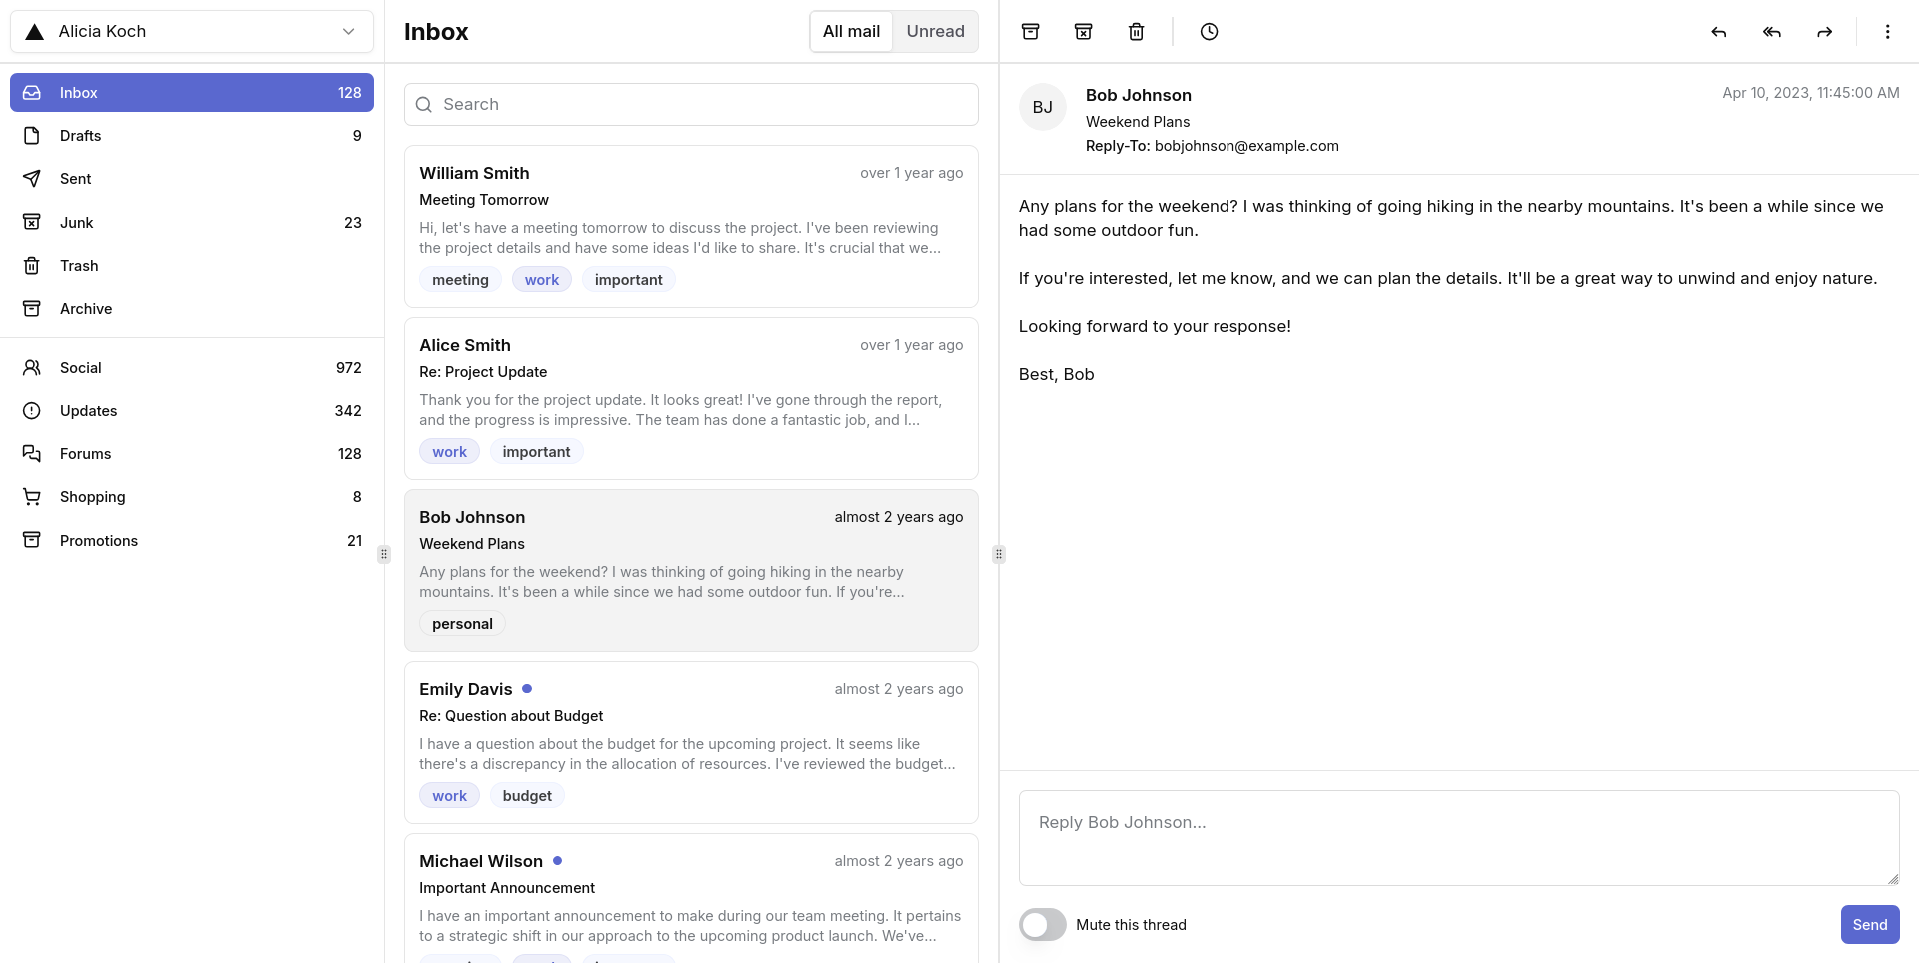 Alicia Koch
Inbox 128
Drafts 9
Sent
Junk 23
Trash
Archive
Social 972
Updates 342
Forums 128
Shopping 8
Promotions 21
Inbox
All mail Unread
Search
William Smith over 1 year ago
Meeting Tomorrow
Hi, let's have a meeting tomorrow to discuss the project. I've been reviewing
the project details and have some ideas I'd like to share. It's crucial that we...
meeting work important
Alice Smith over 1 year ago
Re: Project Update
Thank you for the project update. It looks great! I've gone through the report,
and the progress is impressive. The team has done a fantastic job, and I...
work important
Bob Johnson almost 2 years ago
Weekend Plans
Any plans for the weekend? I was thinking of going hiking in the nearby
mountains. It's been a while since we had some outdoor fun. If you're...
personal
Emily Davis almost 2 years ago
Re: Question about Budget
I have a question about the budget for the upcoming project. It seems like
there's a discrepancy in the allocation of resources. I've reviewed the budget...
work budget
Michael Wilson almost 2 years ago
Important Announcement
I have an important announcement to make during our team meeting. It pertains
to a strategic shift in our approach to the upcoming product launch. We've...
BJ
Bob Johnson Apr 10, 2023, 11:45:00 AM
Weekend Plans
Reply-To: bobjohnson@example.com
Any plans for the weekend? I was thinking of going hiking in the nearby mountains. It's been a while since we
had some outdoor fun.
If you're interested, let me know, and we can plan the details. It'll be a great way to unwind and enjoy nature.
Looking forward to your response!
Best, Bob
Reply Bob Johnson...
Mute this thread Send